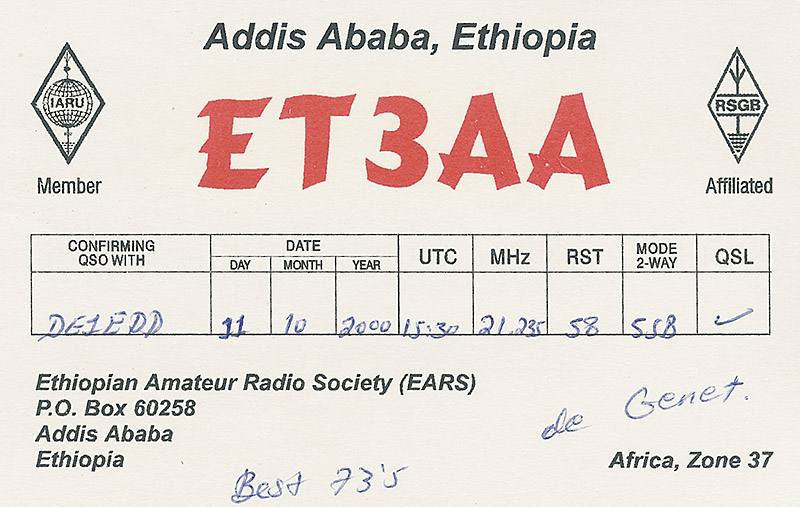 Addis Ababa, Ethiopia
ET3AA
IARU
Member
RSGB
Affiliated
CONFIRMING QSO WITH DATE UTC MHz RST MODE 2-WAY QSL
DAY MONTH YEAR
DE1EDD 11 10 2000 15:30 21.235 58 SSB ✓
Ethiopian Amateur Radio Society (EARS)
P.O. Box 60258
Addis Ababa
Ethiopia
de Genet.
Africa, Zone 37
Best 73's